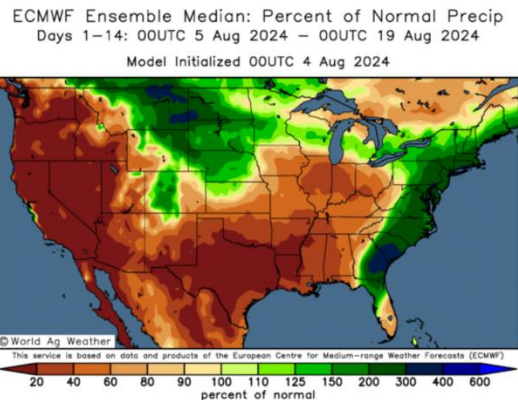 ECMWF Ensemble Median: Percent of Normal Precip
Days 1-14: 00UTC 5 Aug 2024 - 00UTC 19 Aug 2024
Model Initialized 00UTC 4 Aug 2024
© World Ag Weather
This service is based on data and products of the European Centre for Medium-range Weather Forecasts (ECMWF)
20 40 60 80 90 100 110 125 150 200 300 400 600
percent of normal